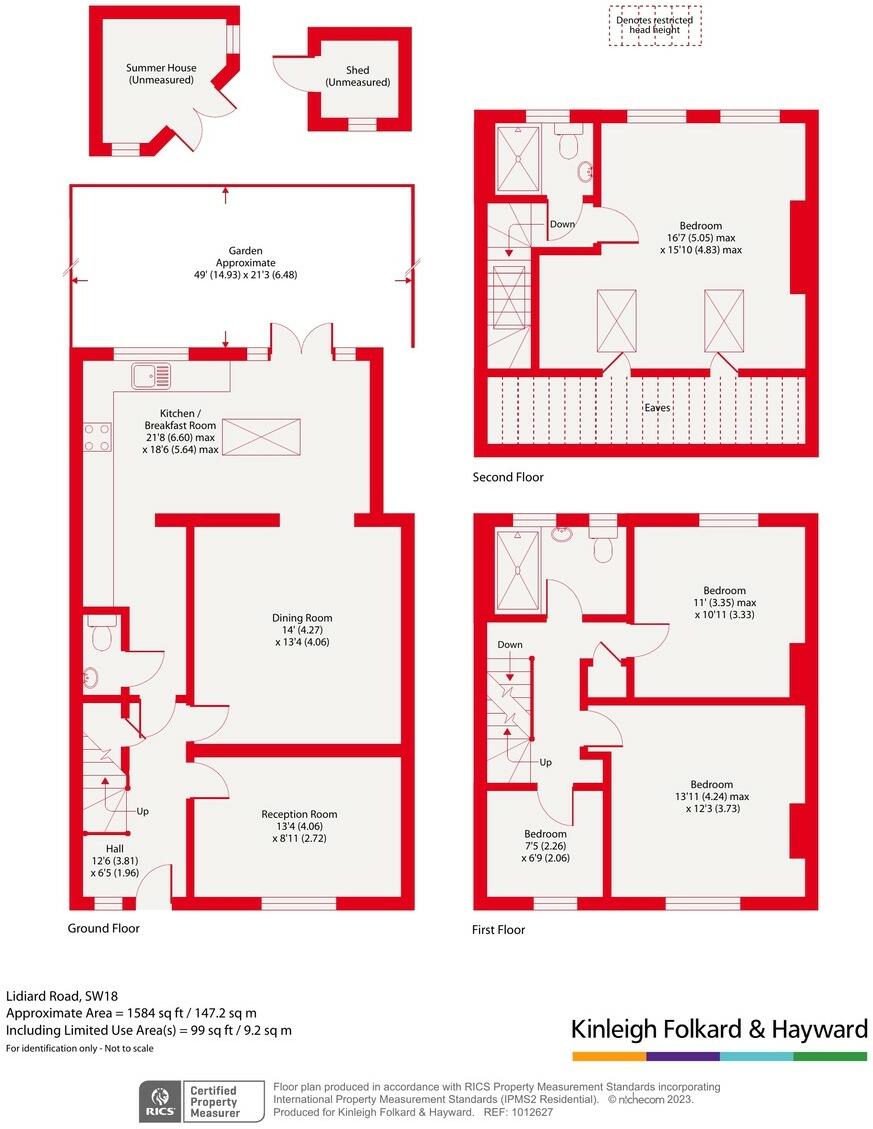 Denotes restricted
head height
Summer House
(Unmeasured)
Shed
(Unmeasured)
Garden
Approximate
49' (14.93) x 21'3 (6.48)
Kitchen /
Breakfast Room
21'8 (6.60) max
x 18'6 (5.64) max
Dining Room
14' (4.27)
x 13'4 (4.06)
Reception Room
13'4 (4.06)
x 8'11 (2.72)
Up
Hall
12'6 (3.81)
x 6'5 (1.96)
Ground Floor
Down
Bedroom
16'7 (5.05) max
x 15'10 (4.83) max
Eaves
Second Floor
Bedroom
11' (3.35) max
x 10'11 (3.33)
Down
Up
Bedroom
13'11 (4.24) max
x 12'3 (3.73)
Bedroom
7'5 (2.26)
x 6'9 (2.06)
First Floor
Lidiard Road, SW18
Approximate Area = 1584 sq ft / 147.2 sq m
Including Limited Use Area(s) = 99 sq ft / 9.2 sq m
For identification only - Not to scale
Kinleigh Folkard & Hayward
RICS
Certified
Property
Measurer
Floor plan produced in accordance with RICS Property Measurement Standards incorporating
International Property Measurement Standards (IPMS2 Residential). © nichecom 2023.
Produced for Kinleigh Folkard & Hayward. REF: 1012627